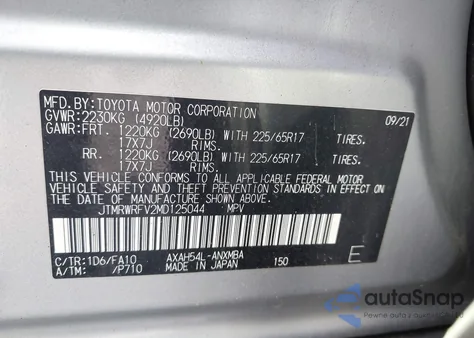 MFD. BY: TOYOTA MOTOR CORPORATION 09/21
GVWR: 2230KG (4920LB)
GAWR: FRT. 1220KG (2690LB) WITH 225/65R17 TIRES.
17X7J RIMS.
RR. 1220KG (2690LB) WITH 225/65R17 TIRES.
17X7J RIMS.
THIS VEHICLE CONFORMS TO ALL APPLICABLE FEDERAL MOTOR
VEHICLE SAFETY AND THEFT PREVENTION STANDARDS IN EFFECT ON
THE DATE OF MANUFACTURE SHOWN ABOVE.
JTMRWRFV2MD125044 MPV
C/TR: 1D6/FA10 AXAH54L-ANXMBA 150 E
A/TM: /P710 MADE IN JAPAN
autoSnap
Pewne auta z